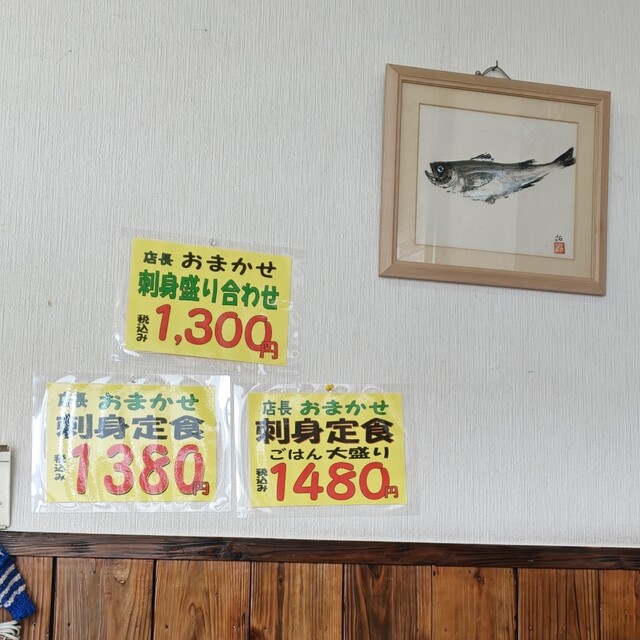 店長 おまかせ
刺身盛り合わせ
税込み 1,300円
店長 おまかせ
刺身定食
税込み 1380円
店長 おまかせ
刺身定食
ごはん 大盛り
税込み 1480円